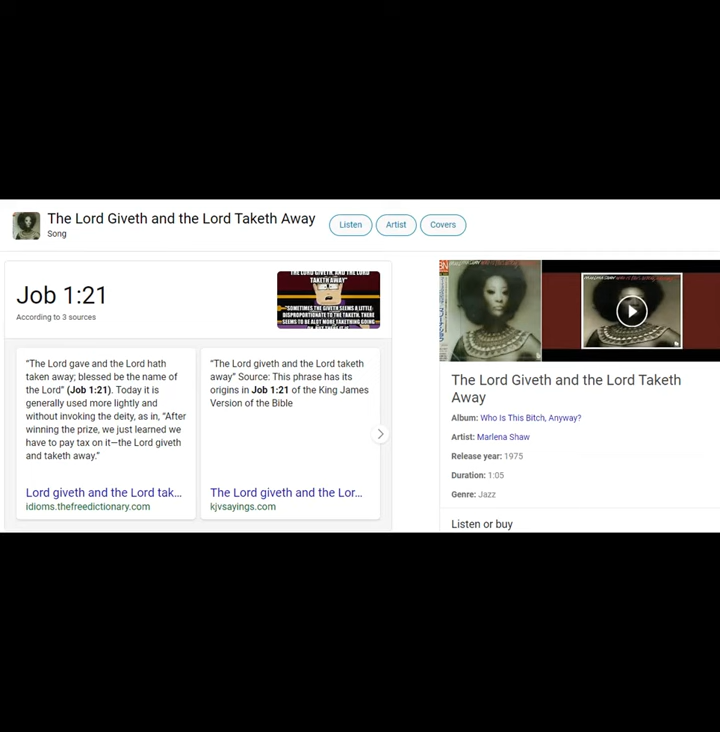 The Lord Giveth and the Lord Taketh Away
Song
Listen
Artist
Covers
Job 1:21
According to 3 sources
THE LORD GIVETH, AND THE LORD
TAKETH AWAY"
"SOMETIMES THE GIVETH SEEMS A LITTLE
DISPROPORTIONATE TO THE TAKETH, THERE
SEEMS TO BE ALOT MORE TAKETHING GOING
"The Lord gave and the Lord hath
taken away; blessed be the name of
the Lord" (Job 1:21). Today it is
generally used more lightly and
without invoking the deity, as in, "After
winning the prize, we just learned we
have to pay tax on it—the Lord giveth
and taketh away."
Lord giveth and the Lord tak...
idioms.thefreedictionary.com
"The Lord giveth and the Lord taketh
away" Source: This phrase has its
origins in Job 1:21 of the King James
Version of the Bible
The Lord giveth and the Lor...
kjvsayings.com
The Lord Giveth and the Lord Taketh
Away
Album: Who Is This Bitch, Anyway?
Artist: Marlena Shaw
Release year: 1975
Duration: 1:05
Genre: Jazz
Listen or buy